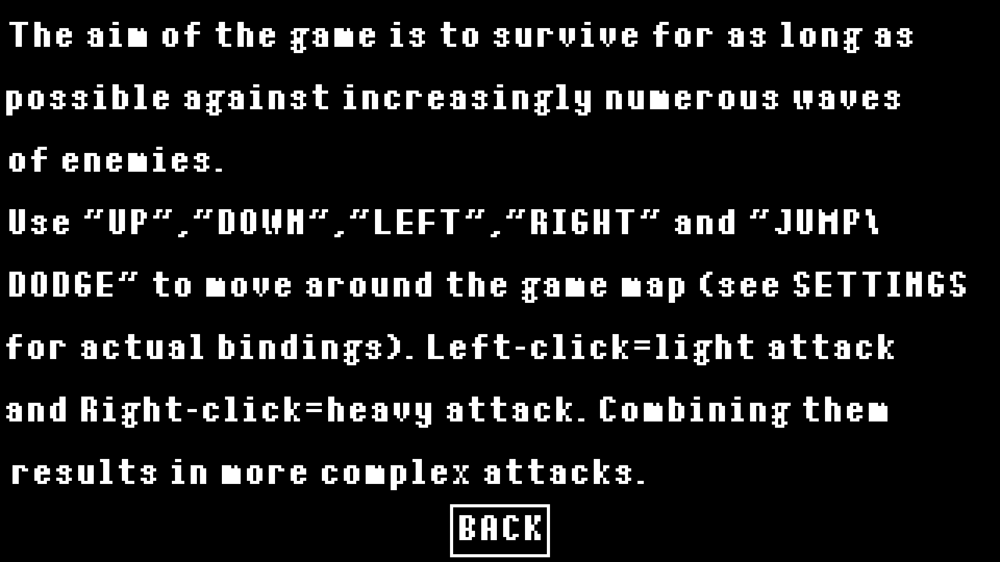 The aim of the game is to survive for as long as
possible against increasingly numerous waves
of enemies.
Use "UP","DOWN","LEFT","RIGHT" and "JUMP\
DODGE" to move around the game map (see SETTINGS
for actual bindings). Left-click=light attack
and Right-click=heavy attack. Combining them
results in more complex attacks.
BACK